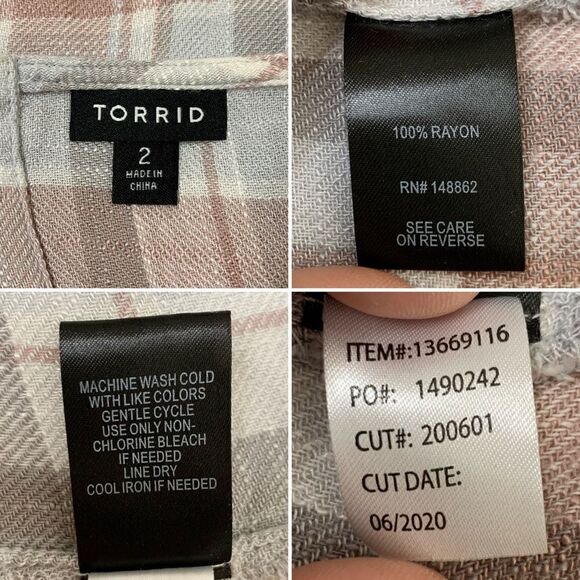 TORRID
2
MADE IN
CHINA
100% RAYON
RN# 148862
SEE CARE
ON REVERSE
MACHINE WASH COLD
WITH LIKE COLORS
GENTLE CYCLE
USE ONLY NON-
CHLORINE BLEACH
IF NEEDED
LINE DRY
COOL IRON IF NEEDED
ITEM#:13669116
PO#: 1490242
CUT#: 200601
CUT DATE:
06/2020